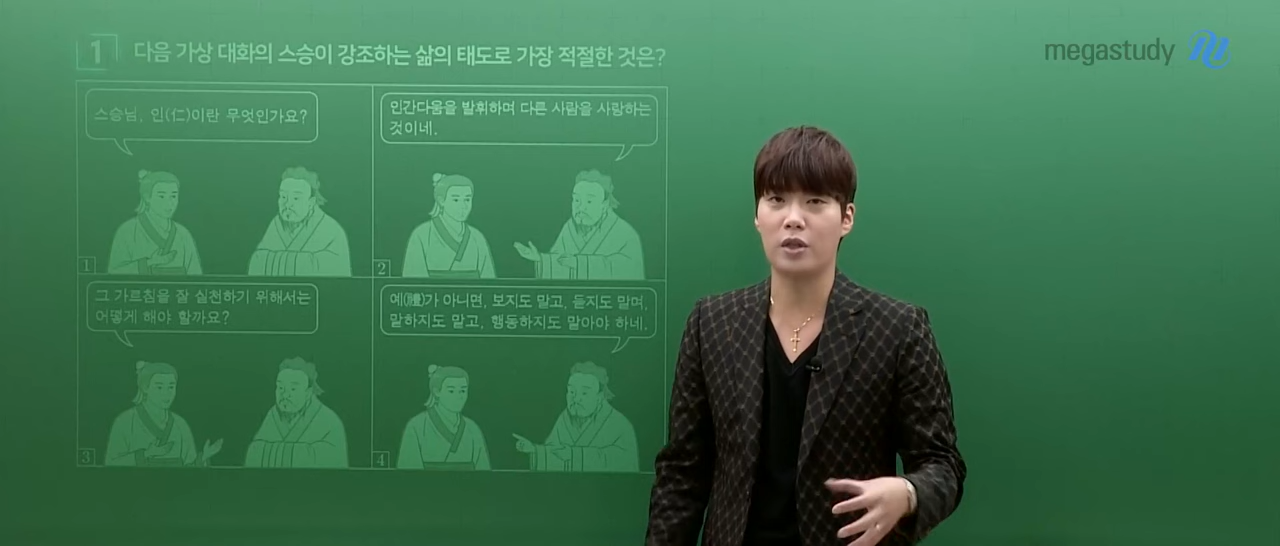 1 다음 가상 대화의 스승이 강조하는 삶의 태도로 가장 적절한 것은?
megastudy
스승님, 인(仁)이란 무엇인가요?
1
인간다움을 발휘하며 다른 사람을 사랑하는
것이네.
2
그 가르침을 잘 실천하기 위해서는
어떻게 해야 할까요?
3
예(禮)가 아니면, 보지도 말고, 듣지도 말며,
말하지도 말고, 행동하지도 말아야 하네.
4